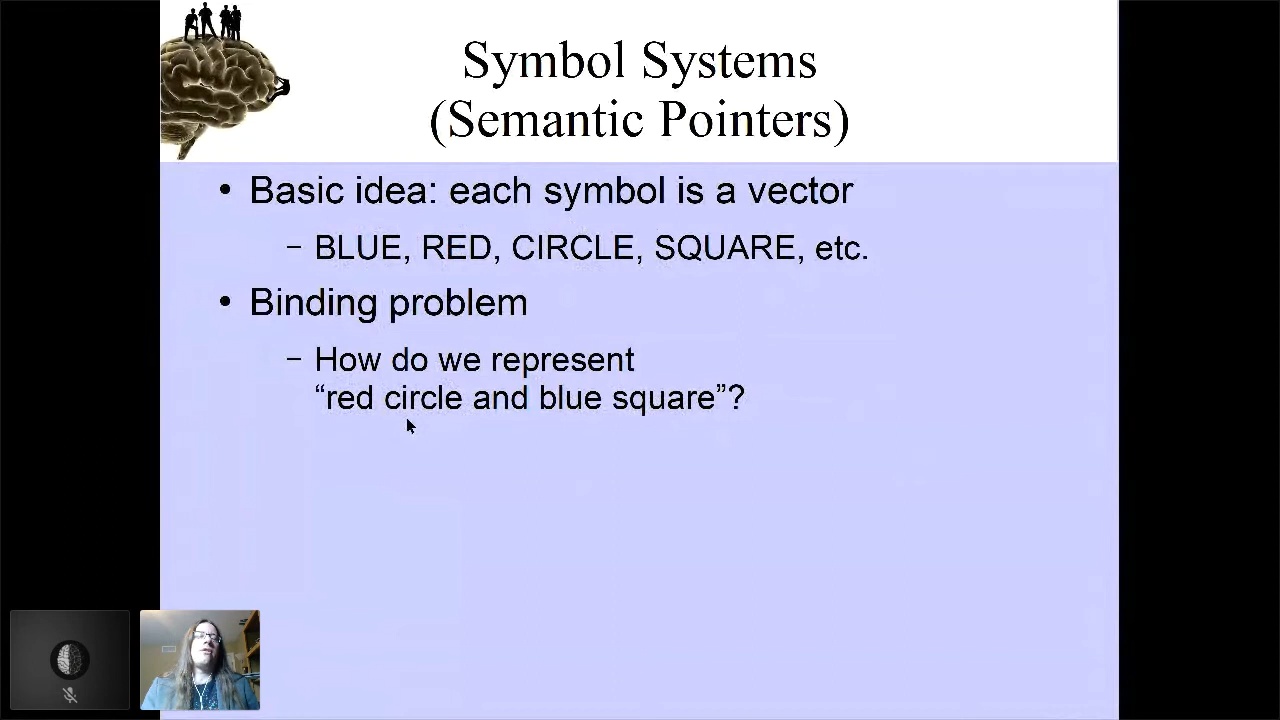 Symbol Systems
(Semantic Pointers)
• Basic idea: each symbol is a vector
– BLUE, RED, CIRCLE, SQUARE, etc.
• Binding problem
– How do we represent
“red circle and blue square”?